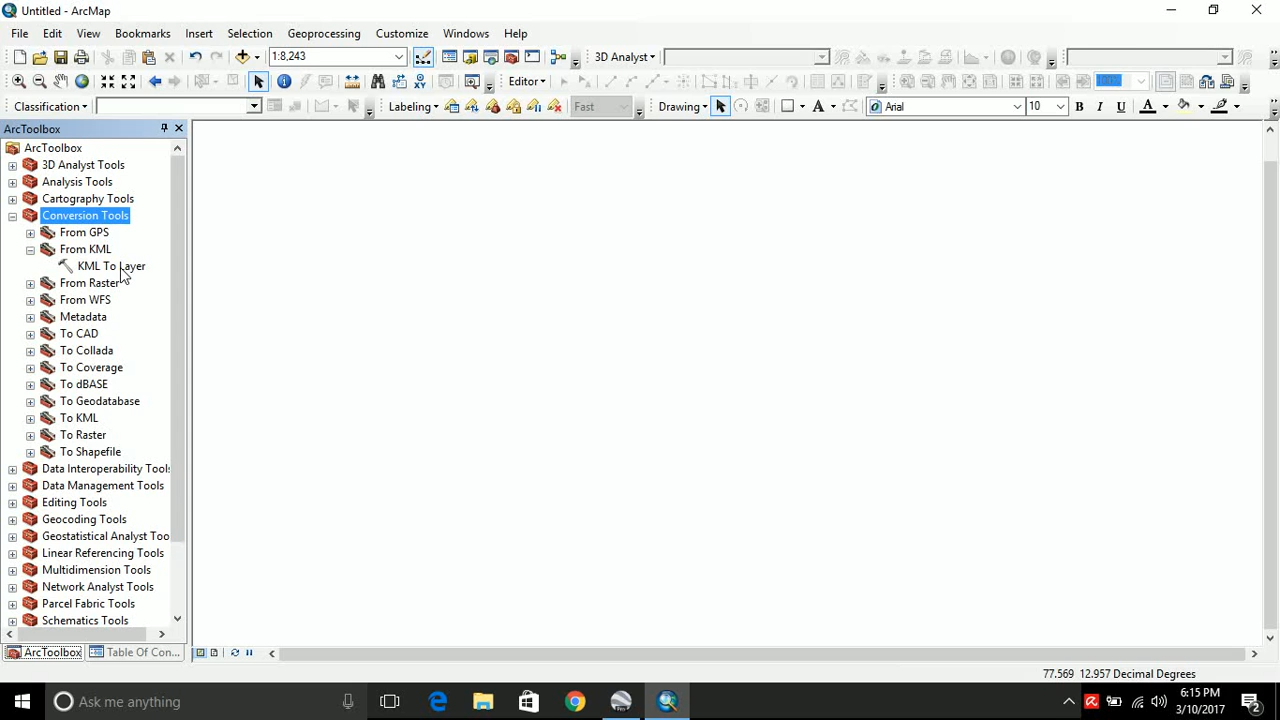 Untitled - ArcMap
File Edit View Bookmarks Insert Selection Geoprocessing Customize Windows Help
1:8,243 3D Analyst
Editor
Classification Labeling Fast Drawing A Arial 10 B I U A
ArcToolbox
ArcToolbox
3D Analyst Tools
Analysis Tools
Cartography Tools
Conversion Tools
From GPS
From KML
KML To Layer
From Raster
From WFS
Metadata
To CAD
To Collada
To Coverage
To dBASE
To Geodatabase
To KML
To Raster
To Shapefile
Data Interoperability Tools
Data Management Tools
Editing Tools
Geocoding Tools
Geostatistical Analyst Too
Linear Referencing Tools
Multidimension Tools
Network Analyst Tools
Parcel Fabric Tools
Schematics Tools
ArcToolbox Table Of Con...
77.569 12.957 Decimal Degrees
Ask me anything
6:15 PM
3/10/2017
2